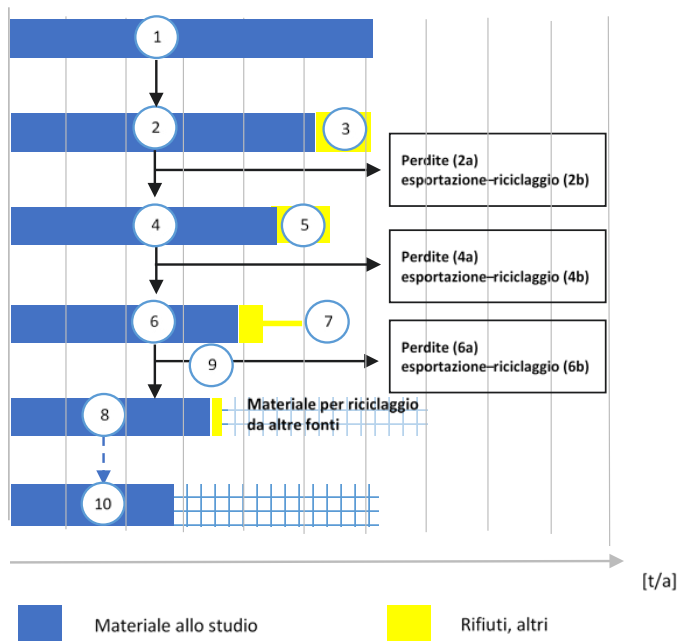 1
2
3
Perdite (2a)
esportazione–riciclaggio (2b)
4
5
Perdite (4a)
esportazione–riciclaggio (4b)
6
7
Perdite (6a)
esportazione–riciclaggio (6b)
9
8
Materiale per riciclaggio
da altre fonti
10
[t/a]
Materiale allo studio
Rifiuti, altri